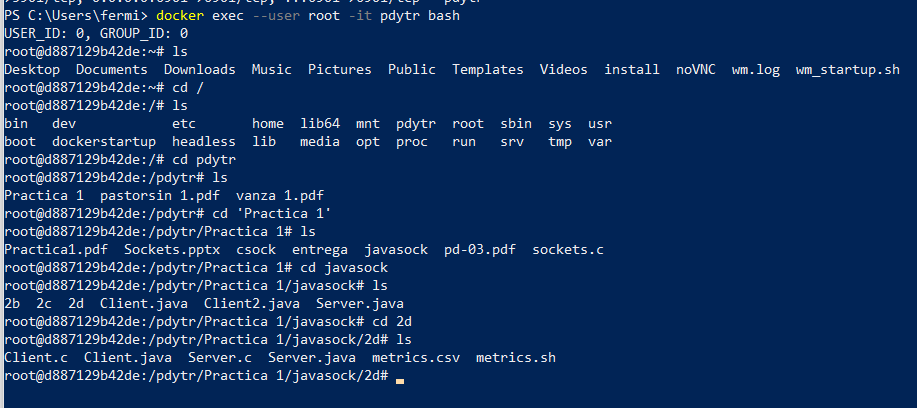 PS C:\Users\fermi> docker exec --user root -it pdytr bash
USER_ID: 0, GROUP_ID: 0
root@d887129b42de:~# ls
Desktop  Documents  Downloads  Music  Pictures  Public  Templates  Videos  install  noVNC  wm.log  wm_startup.sh
root@d887129b42de:~# cd /
root@d887129b42de:/# ls
bin   dev            etc       home  lib64  mnt  pdytr  root  sbin  sys  usr
boot  dockerstartup  headless  lib   media  opt  proc   run   srv   tmp  var
root@d887129b42de:/# cd pdytr
root@d887129b42de:/pdytr# ls
Practica 1  pastorsin 1.pdf  vanza 1.pdf
root@d887129b42de:/pdytr# cd 'Practica 1'
root@d887129b42de:/pdytr/Practica 1# ls
Practica1.pdf  Sockets.pptx  csock  entrega  javasock  pd-03.pdf  sockets.c
root@d887129b42de:/pdytr/Practica 1# cd javasock
root@d887129b42de:/pdytr/Practica 1/javasock# ls
2b  2c  2d  Client.java  Client2.java  Server.java
root@d887129b42de:/pdytr/Practica 1/javasock# cd 2d
root@d887129b42de:/pdytr/Practica 1/javasock/2d# ls
Client.c  Client.java  Server.c  Server.java  metrics.csv  metrics.sh
root@d887129b42de:/pdytr/Practica 1/javasock/2d#